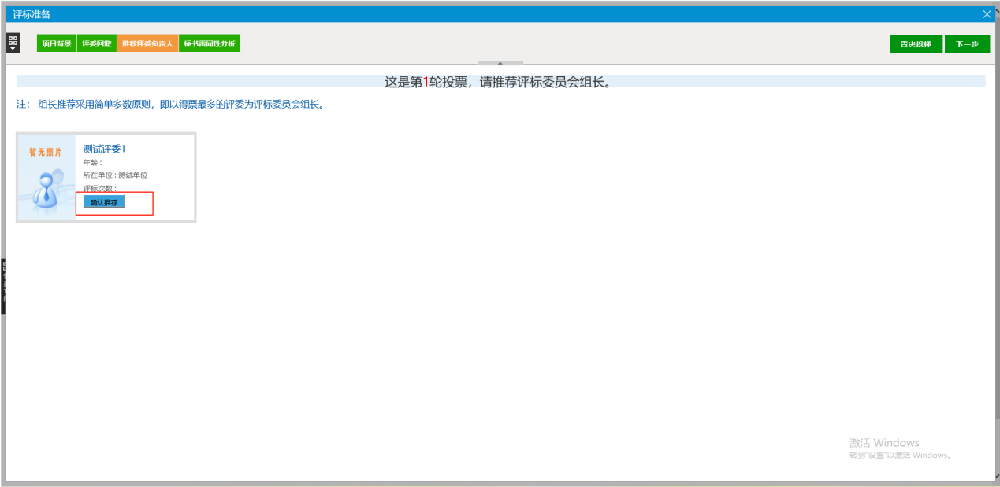 评标准备
项目背景 评委回避 推荐评委负责人 标书雷同性分析 否决投标 下一步
这是第1轮投票，请推荐评标委员会组长。
注： 组长推荐采用简单多数原则，即以得票最多的评委为评标委员会组长。
暂无照片
测试评委1
年龄：
所在单位：测试单位
评标次数：
确认推荐
激活 Windows
转到"设置"以激活 Windows。